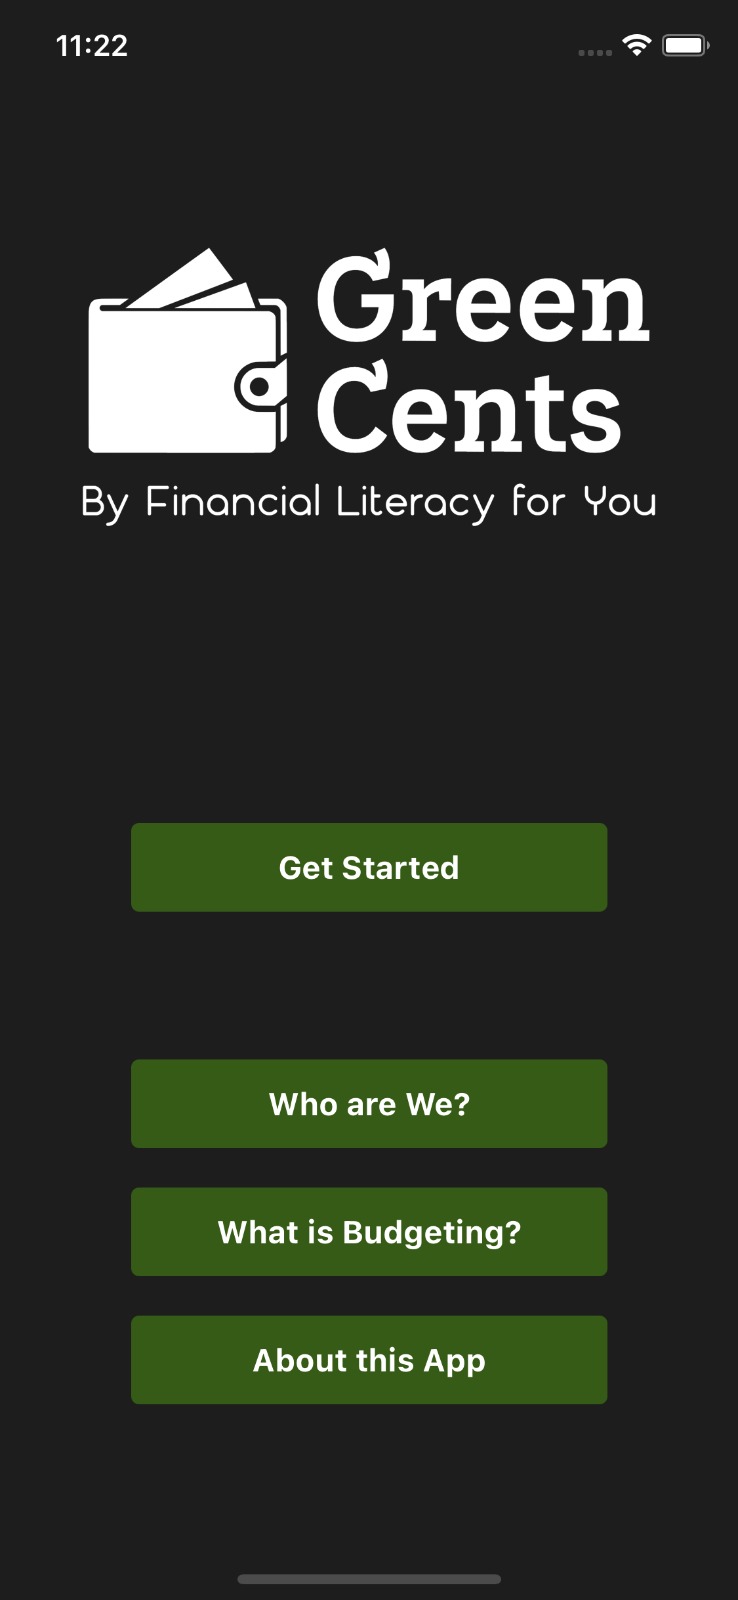 11:22
Green
Cents
By Financial Literacy for You
Get Started
Who are We?
What is Budgeting?
About this App